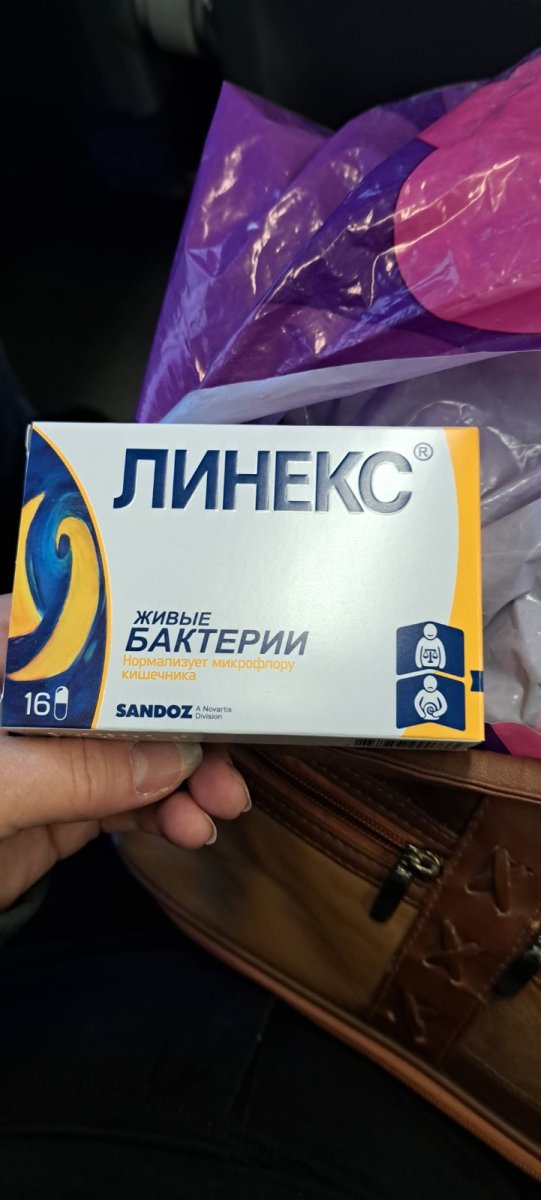 ЛИНЕКС®
ЖИВЫЕ
БАКТЕРИИ
Нормализует микрофлору
кишечника
16
SANDOZ A Novartis
Division